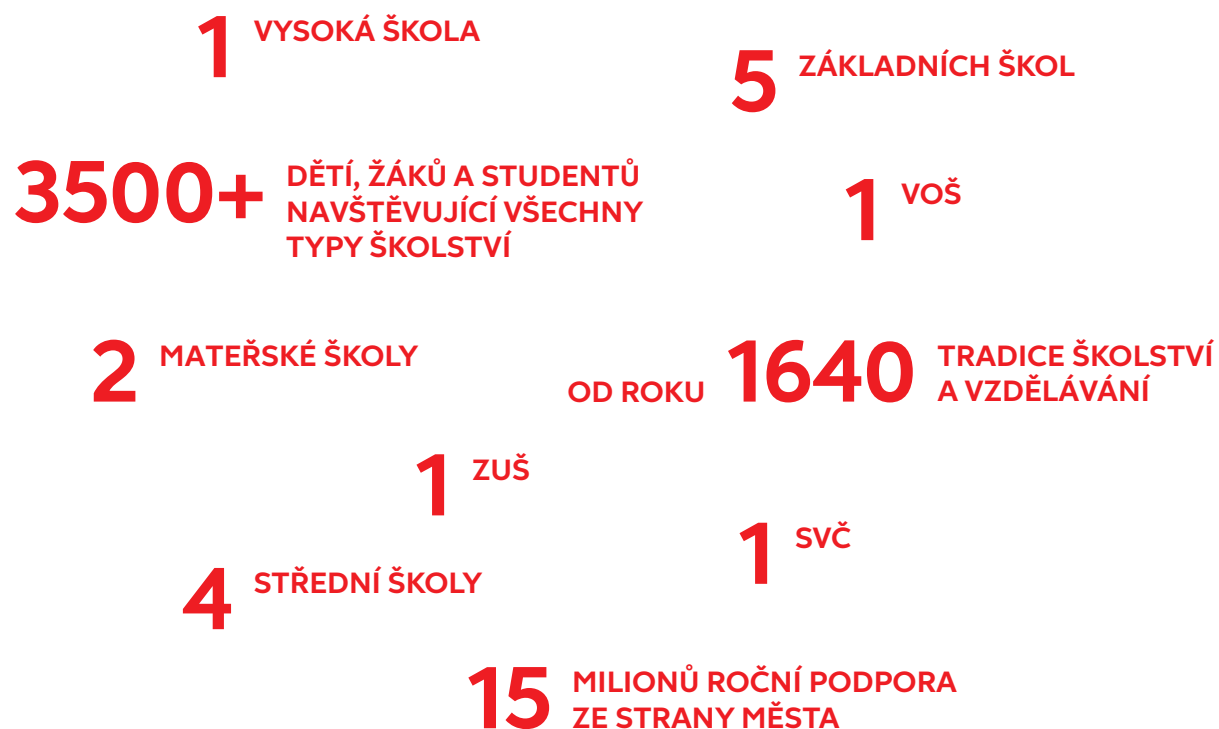 1 VYSOKÁ ŠKOLA
5 ZÁKLADNÍCH ŠKOL
3500+ DĚTÍ, ŽÁKŮ A STUDENTŮ
NAVŠTĚVUJÍCÍ VŠECHNY
TYPY ŠKOLSTVÍ
1 VOŠ
2 MATEŘSKÉ ŠKOLY
OD ROKU 1640 TRADICE ŠKOLSTVÍ
A VZDĚLÁVÁNÍ
1 ZUŠ
1 SVČ
4 STŘEDNÍ ŠKOLY
15 MILIONŮ ROČNÍ PODPORA
ZE STRANY MĚSTA